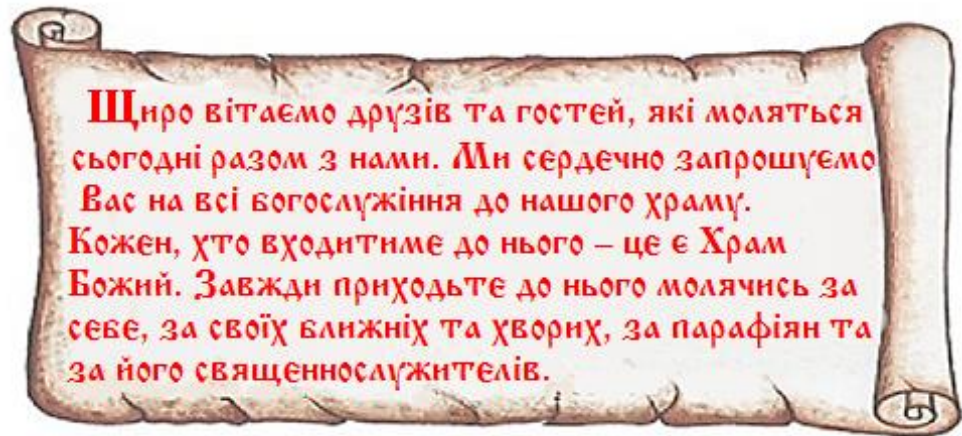 Щиро вітаємо друзів та гостей, які моляться
сьогодні разом з нами. Ми сердечно запрошуємо
Вас на всі богослужіння до нашого храму.
Кожен, хто входитиме до нього – це є Храм
Божий. Завжди приходьте до нього молячись за
себе, за своїх ближніх та хворих, за парафіян та
за його священнослужителів.